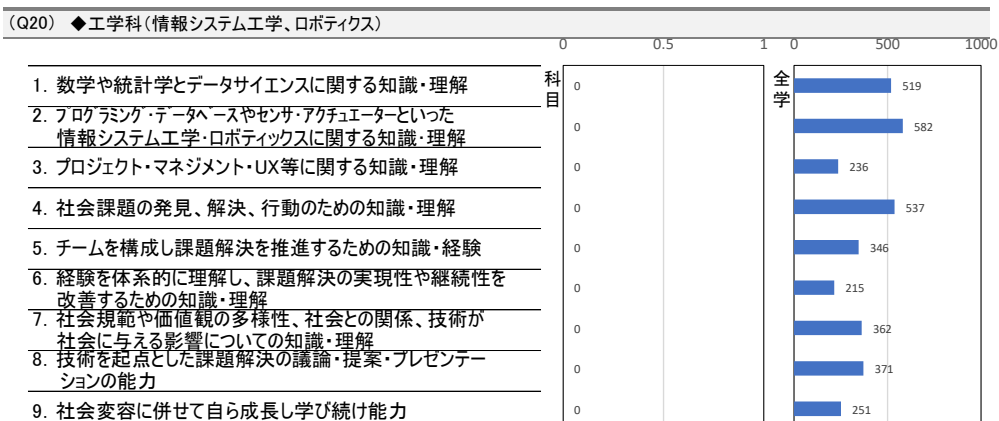 (Q20) ◆工学科(情報システム工学、ロボティクス)
0 0.5 1 0 500 1000
科目
全学
1. 数学や統計学とデータサイエンスに関する知識・理解
0 519
2. プログラミング・データベースやセンサ・アクチュエーターといった
情報システム工学・ロボティックスに関する知識・理解
0 582
3. プロジェクト・マネジメント・UX等に関する知識・理解
0 236
4. 社会課題の発見、解決、行動のための知識・理解
0 537
5. チームを構成し課題解決を推進するための知識・経験
0 346
6. 経験を体系的に理解し、課題解決の実現性や継続性を
改善するための知識・理解
0 215
7. 社会規範や価値観の多様性、社会との関係、技術が
社会に与える影響についての知識・理解
0 362
8. 技術を起点とした課題解決の議論・提案・プレゼンテー
ションの能力
0 371
9. 社会変容に併せて自ら成長し学び続け能力
0 251